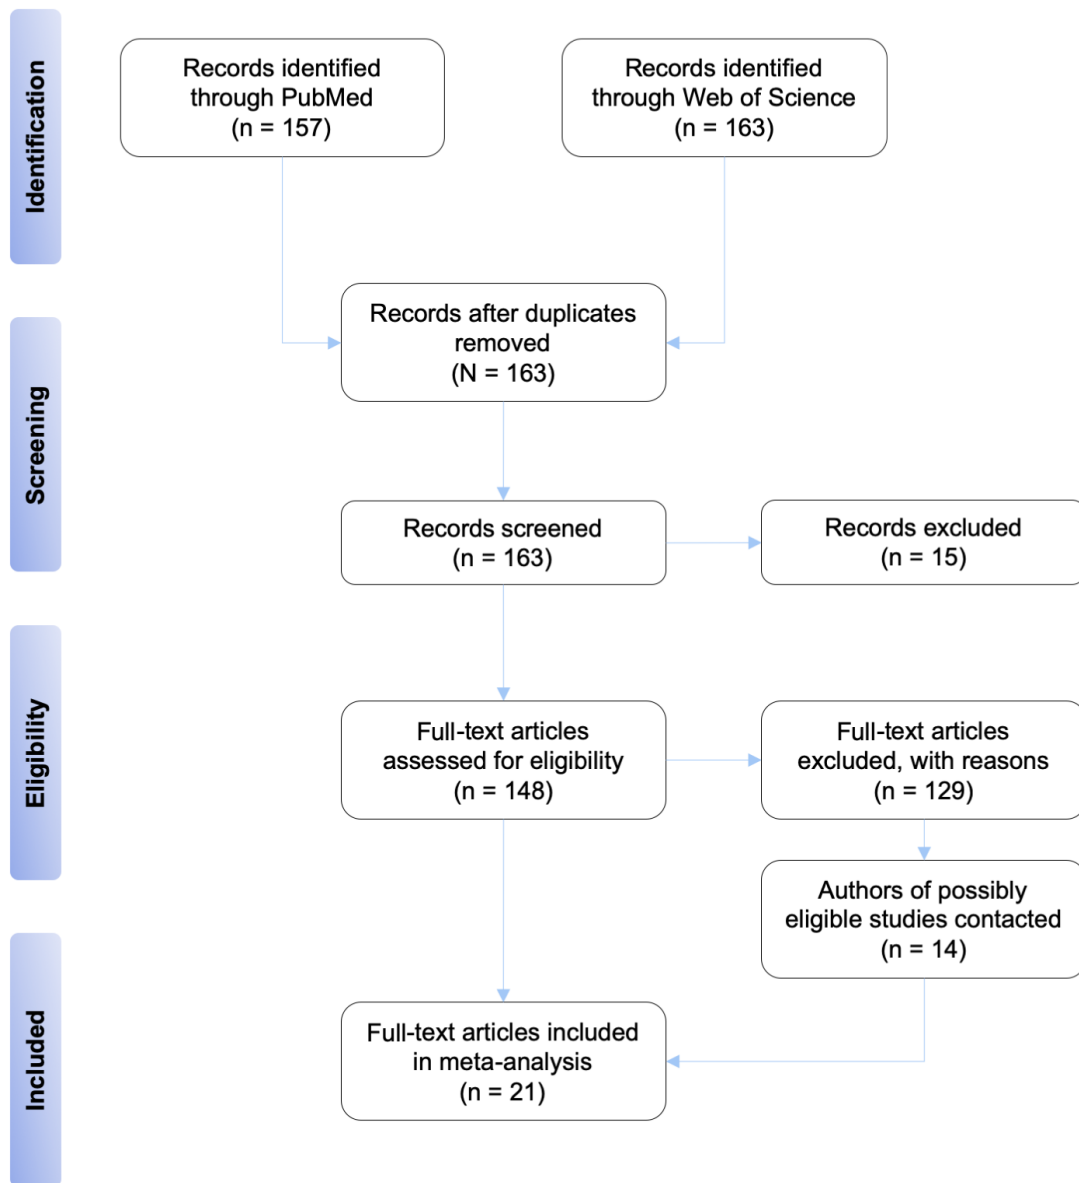 Identification
Records identified
through PubMed
(n = 157)
Records identified
through Web of Science
(n = 163)
Screening
Records after duplicates
removed
(N = 163)
Records screened
(n = 163)
Records excluded
(n = 15)
Eligibility
Full-text articles
assessed for eligibility
(n = 148)
Full-text articles
excluded, with reasons
(n = 129)
Authors of possibly
eligible studies contacted
(n = 14)
Included
Full-text articles included
in meta-analysis
(n = 21)